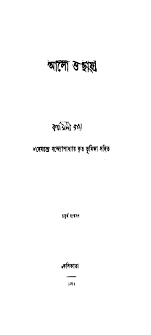 আলো ও ছায়া
কামিনী রায়
হেমচন্দ্র বন্দ্যোপাধ্যায় কৃত ভূমিকা সহিত
চতুর্থ সংস্করণ
কলিকাতা